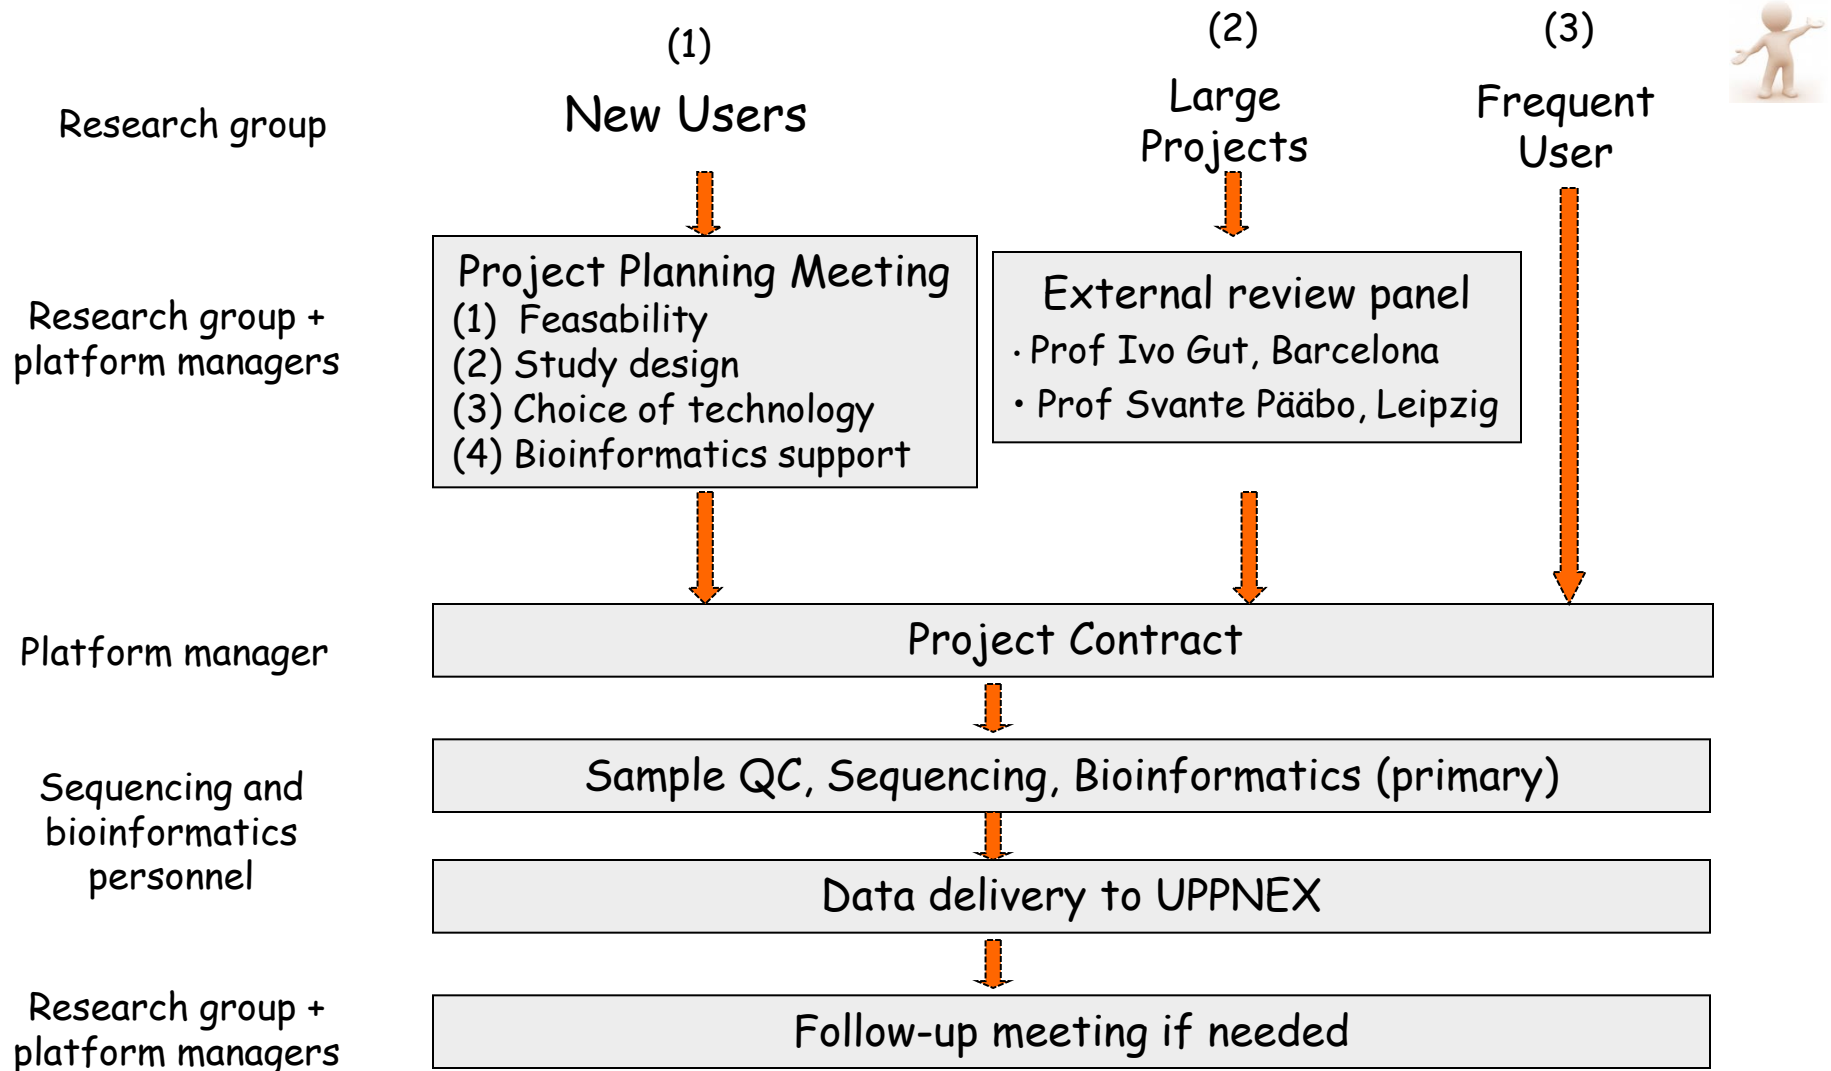 (1)
(2)
(3)
Research group
New Users
Large
Projects
Frequent
User
Research group +
platform managers
Project Planning Meeting
(1) Feasability
(2) Study design
(3) Choice of technology
(4) Bioinformatics support
External review panel
· Prof Ivo Gut, Barcelona
• Prof Svante Pääbo, Leipzig
Platform manager
Project Contract
Sequencing and
bioinformatics
personnel
Sample QC, Sequencing, Bioinformatics (primary)
Data delivery to UPPNEX
Research group +
platform managers
Follow-up meeting if needed